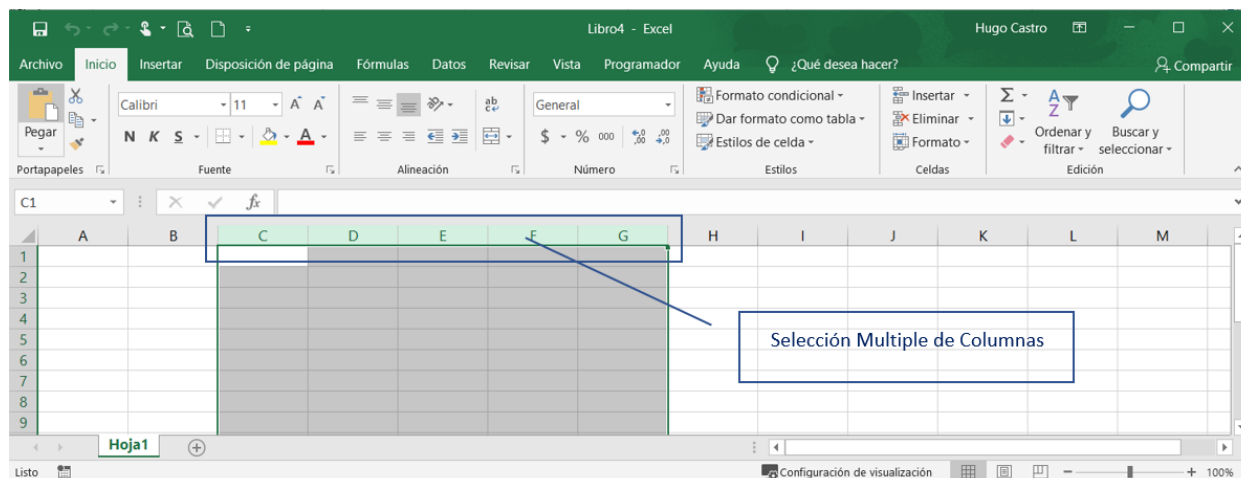 Libro4 - Excel
Hugo Castro
Archivo Inicio Insertar Disposición de página Fórmulas Datos Revisar Vista Programador Ayuda ¿Qué desea hacer? Compartir
Pegar
Portapapeles
Calibri 11 A A
N K S A
Fuente
ab
Alineación
General
$ % 000 ,00 ,00
Número
Formato condicional
Dar formato como tabla
Estilos de celda
Estilos
Insertar
Eliminar
Formato
Celdas
Σ
Ordenar y filtrar
Buscar y seleccionar
Edición
C1 fx
A B C D E F G H I J K L M
1
2
3
4
5
6
7
8
9
Selección Multiple de Columnas
Hoja1
Listo Configuración de visualización 100%